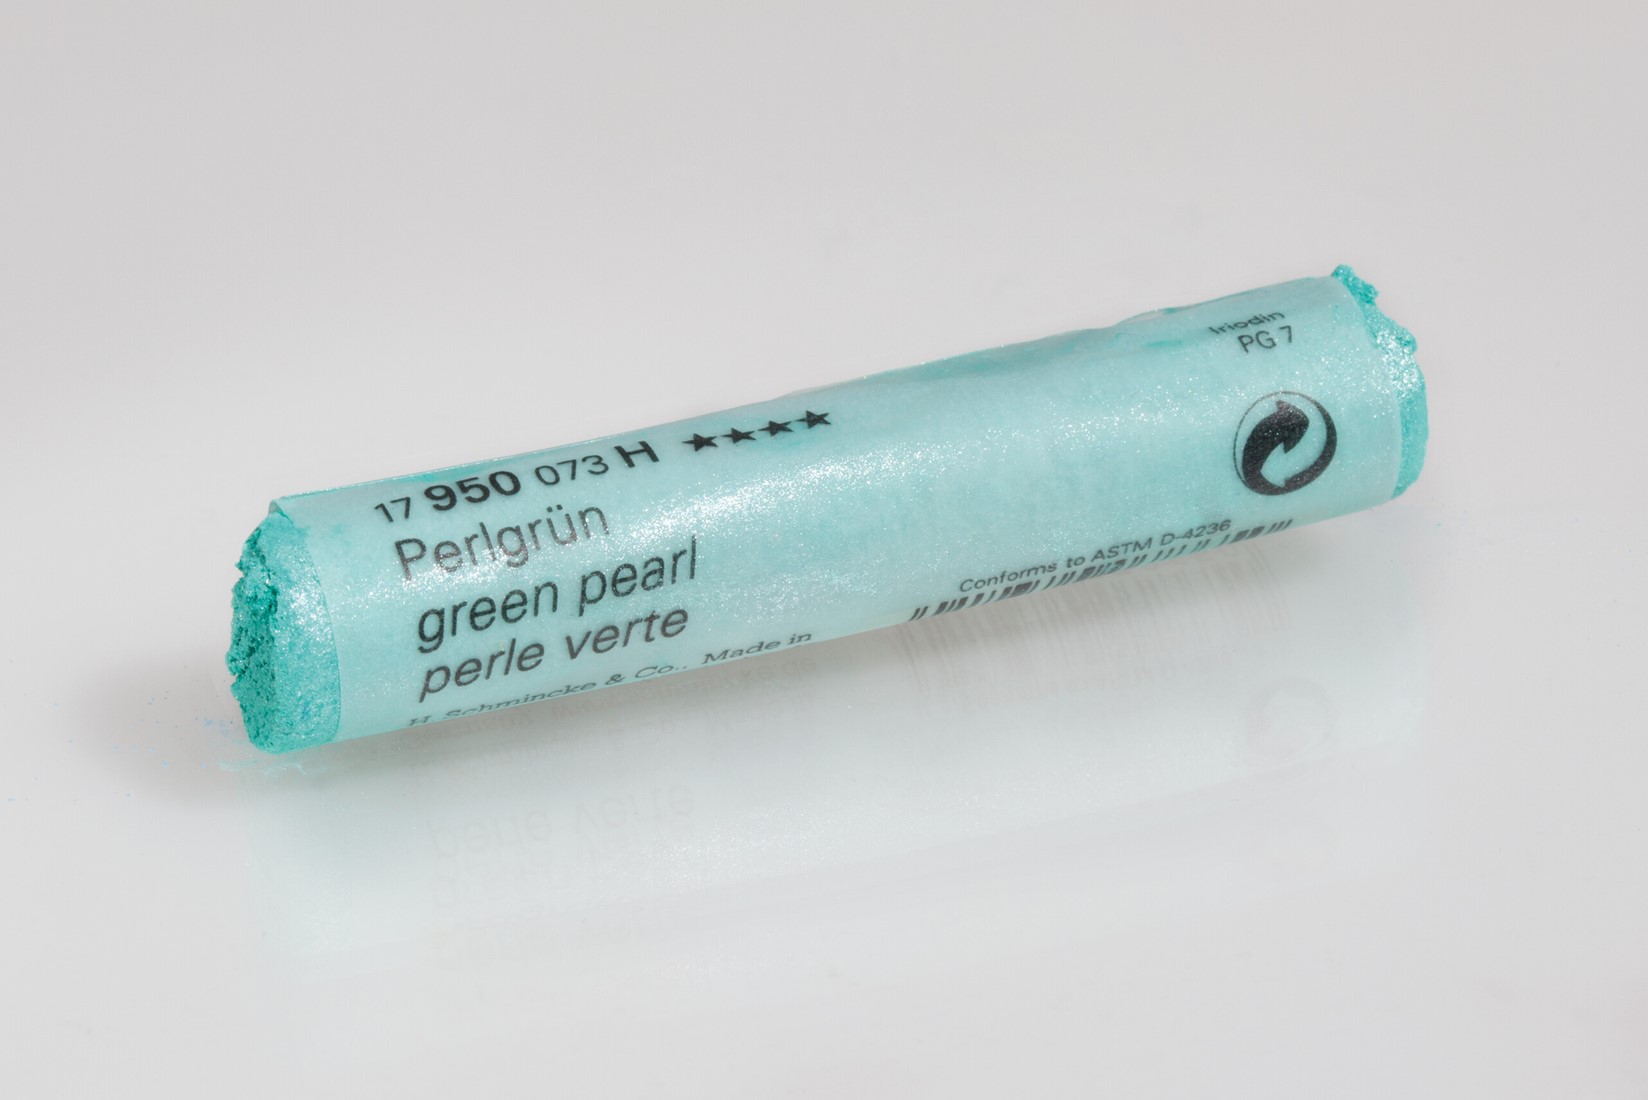 17 950 073 H ★★★★
Perlgrün
green pearl
perle verte
H. Schmincke & Co., Made in
Iriodin
PG 7
Conforms to ASTM D-4236